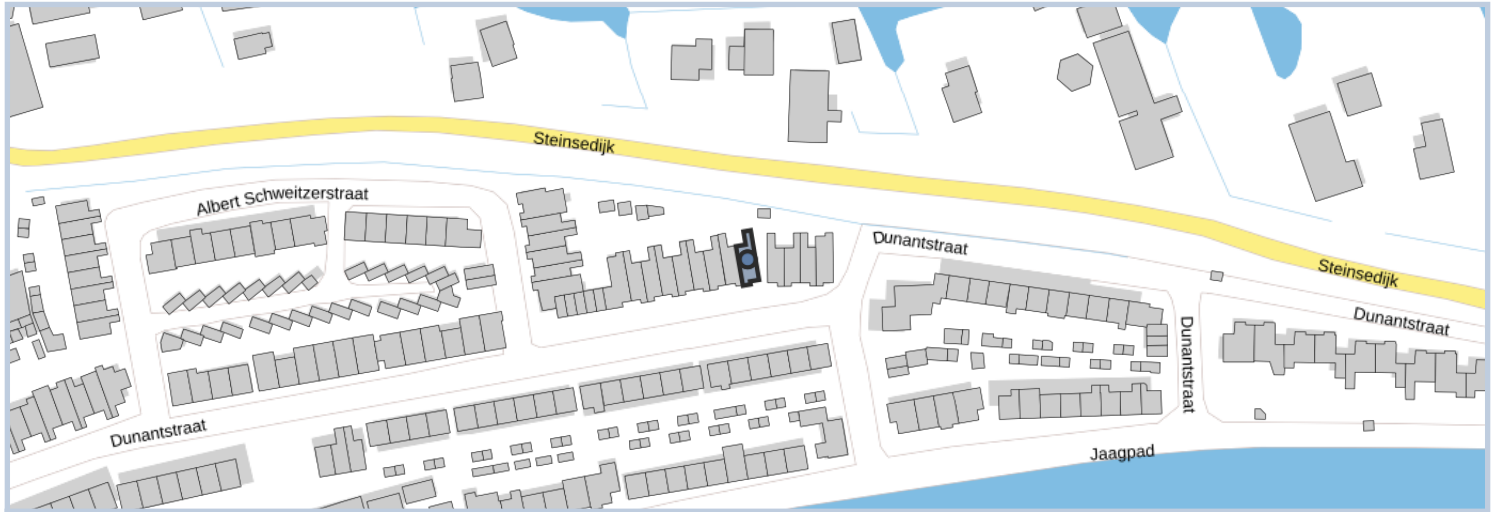 Steinsedijk
Albert Schweitzerstraat
Dunantstraat
Steinsedijk
Dunantstraat
Dunantstraat
Dunantstraat
Jaagpad